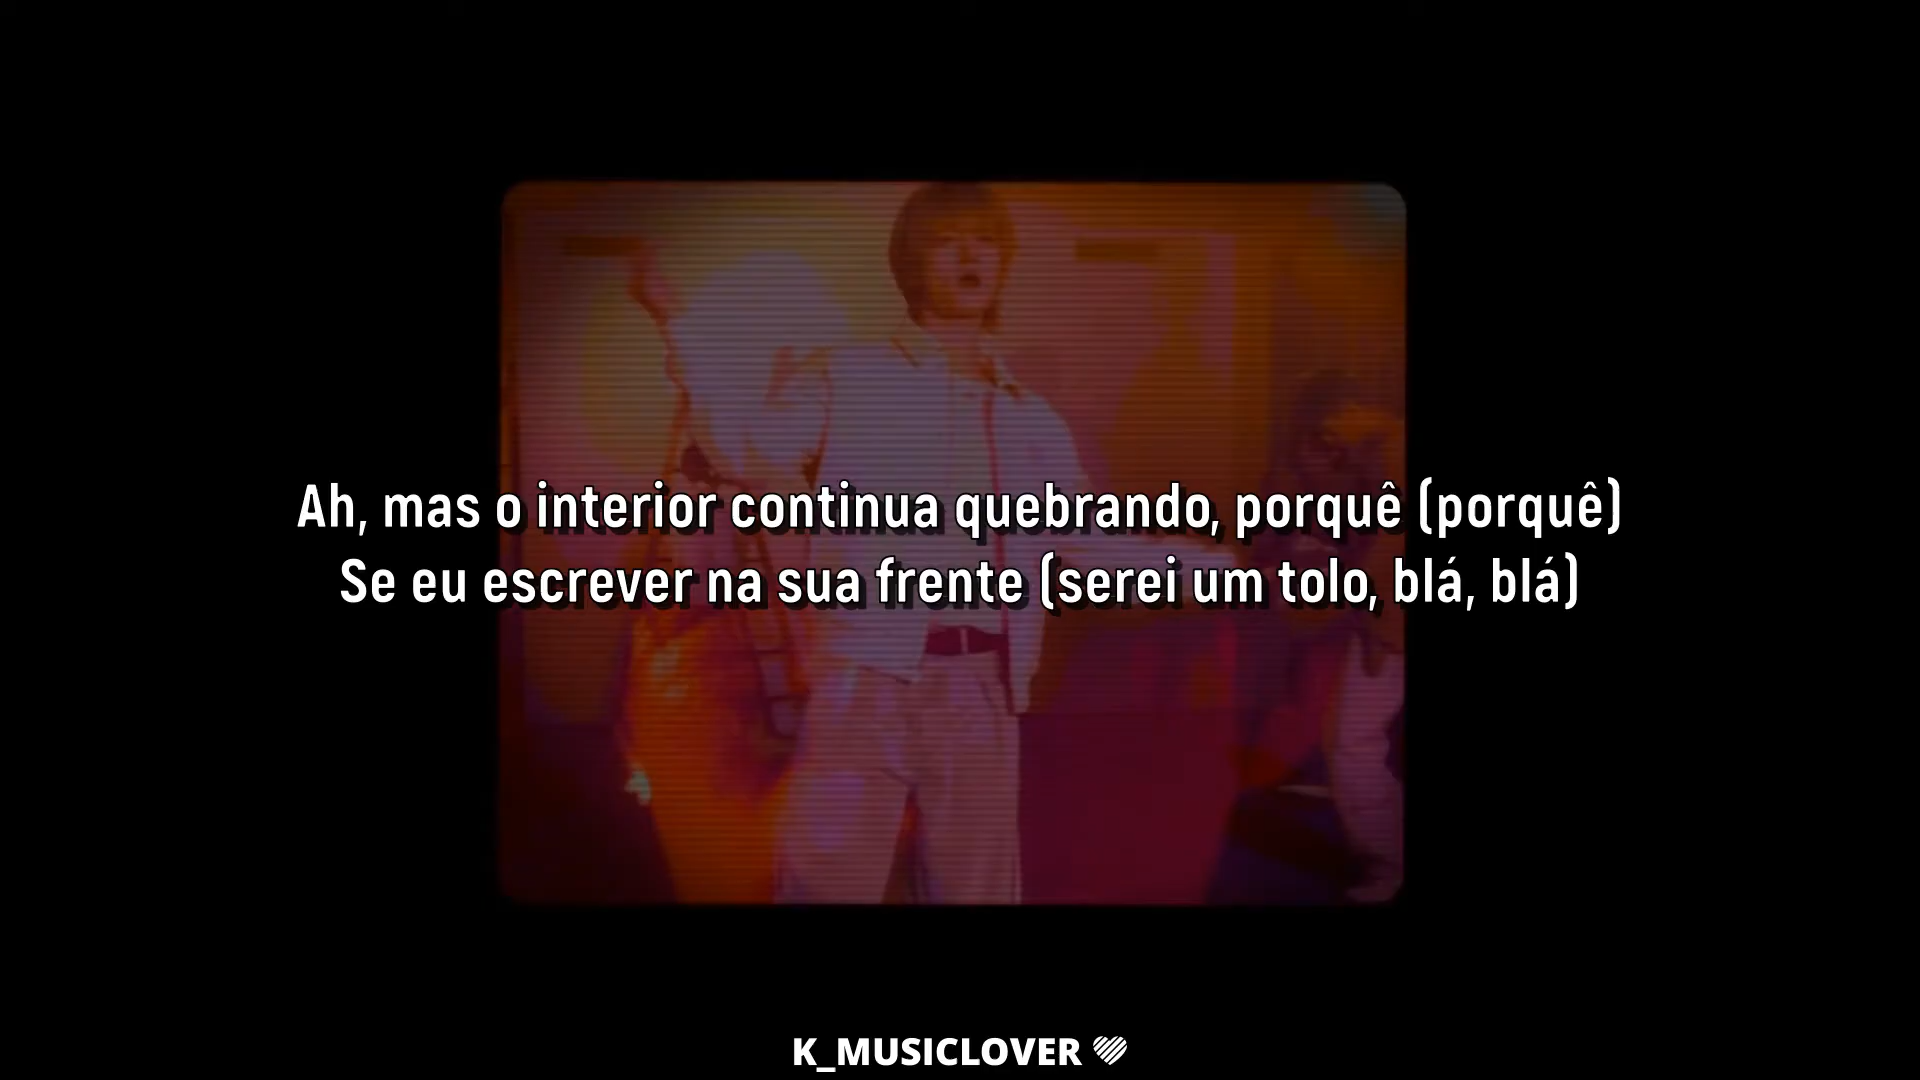 Ah, mas o interior continua quebrando, porquê (porquê)
Se eu escrever na sua frente (serei um tolo, blá, blá)
K_MUSICLOVER